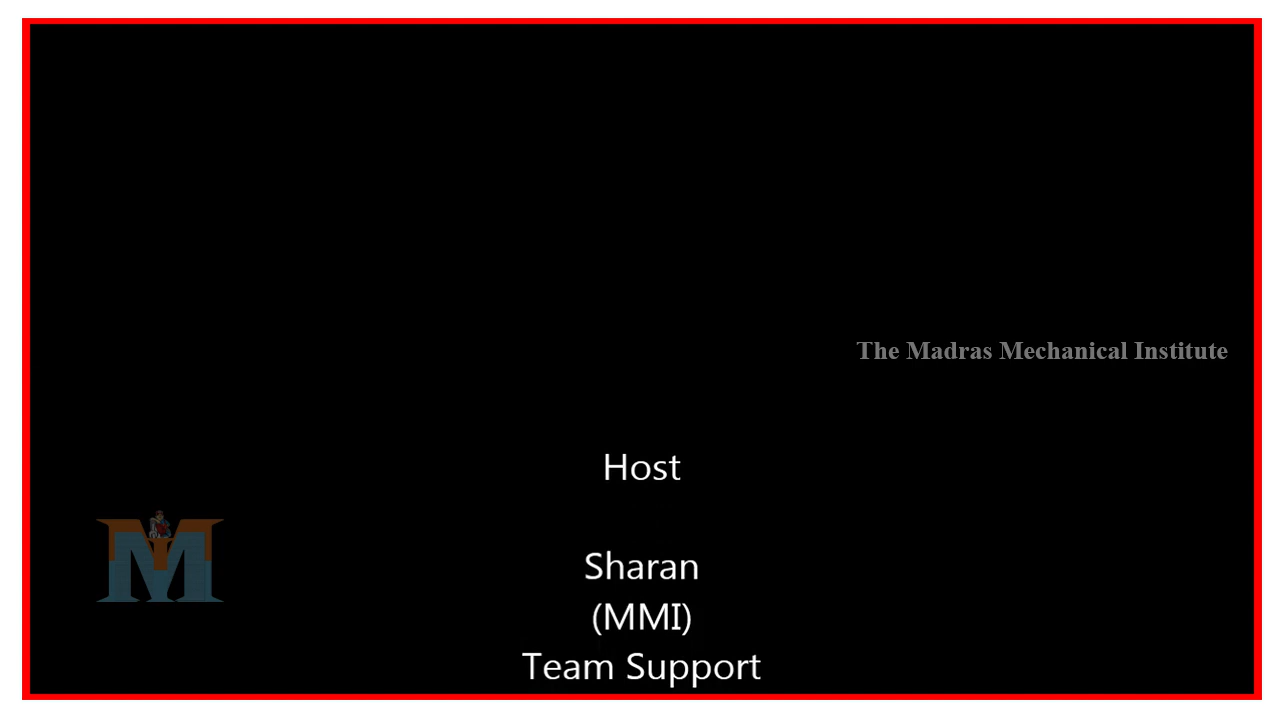 The Madras Mechanical Institute
Host
Sharan
(MMI)
Team Support